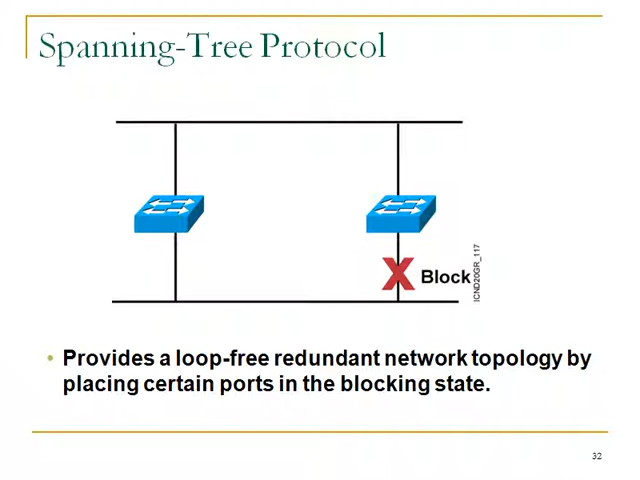 Spanning-Tree Protocol
Block
ICND20GR_117
• Provides a loop-free redundant network topology by
placing certain ports in the blocking state.
32